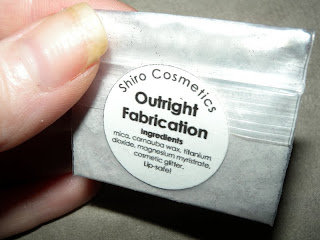 Shiro Cosmetics
Outright
Fabrication
Ingredients
mica, carnauba wax, titanium
dioxide, magnesium myristrate,
cosmetic glitter.
Lip-safe!